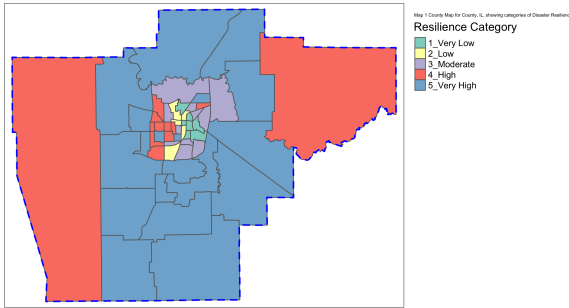 Map 1 County Map for County, IL, showing categories of Disaster Resilienc
Resilience Category
1_Very Low
2_Low
3_Moderate
4_High
5_Very High